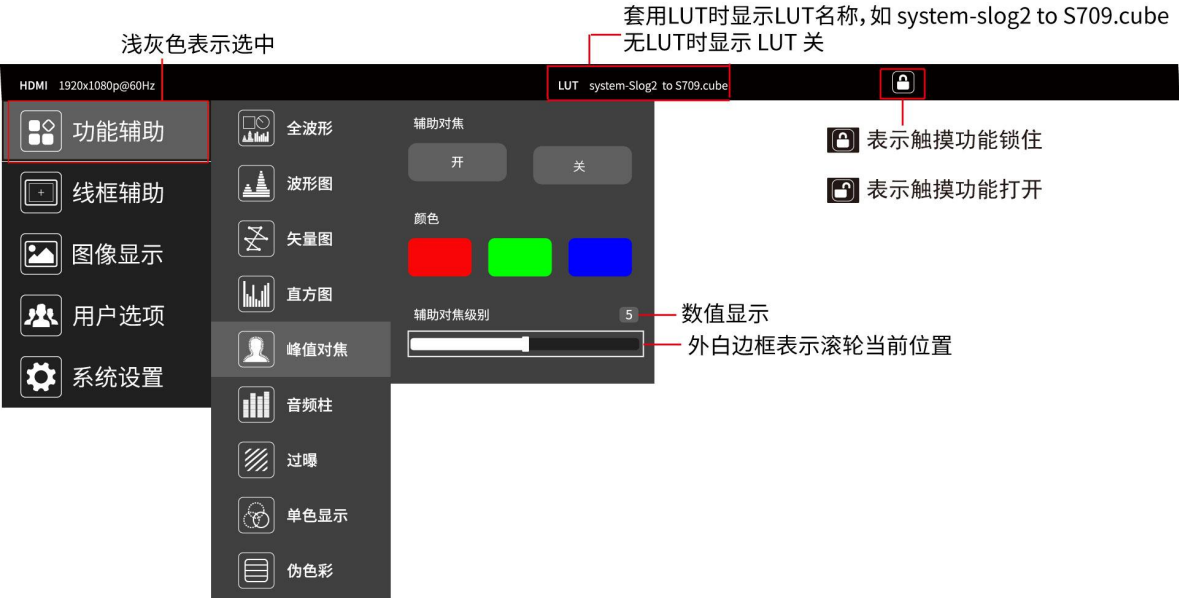 套用LUT时显示LUT名称,如 system-slog2 to S709.cube
无LUT时显示 LUT 关
浅灰色表示选中
HDMI 1920x1080p@60Hz
LUT system-Slog2 to S709.cube
功能辅助
线框辅助
图像显示
用户选项
系统设置
全波形
波形图
矢量图
直方图
峰值对焦
音频柱
过曝
单色显示
伪色彩
辅助对焦
开
关
颜色
辅助对焦级别
5
表示触摸功能锁住
表示触摸功能打开
数值显示
外白边框表示滚轮当前位置